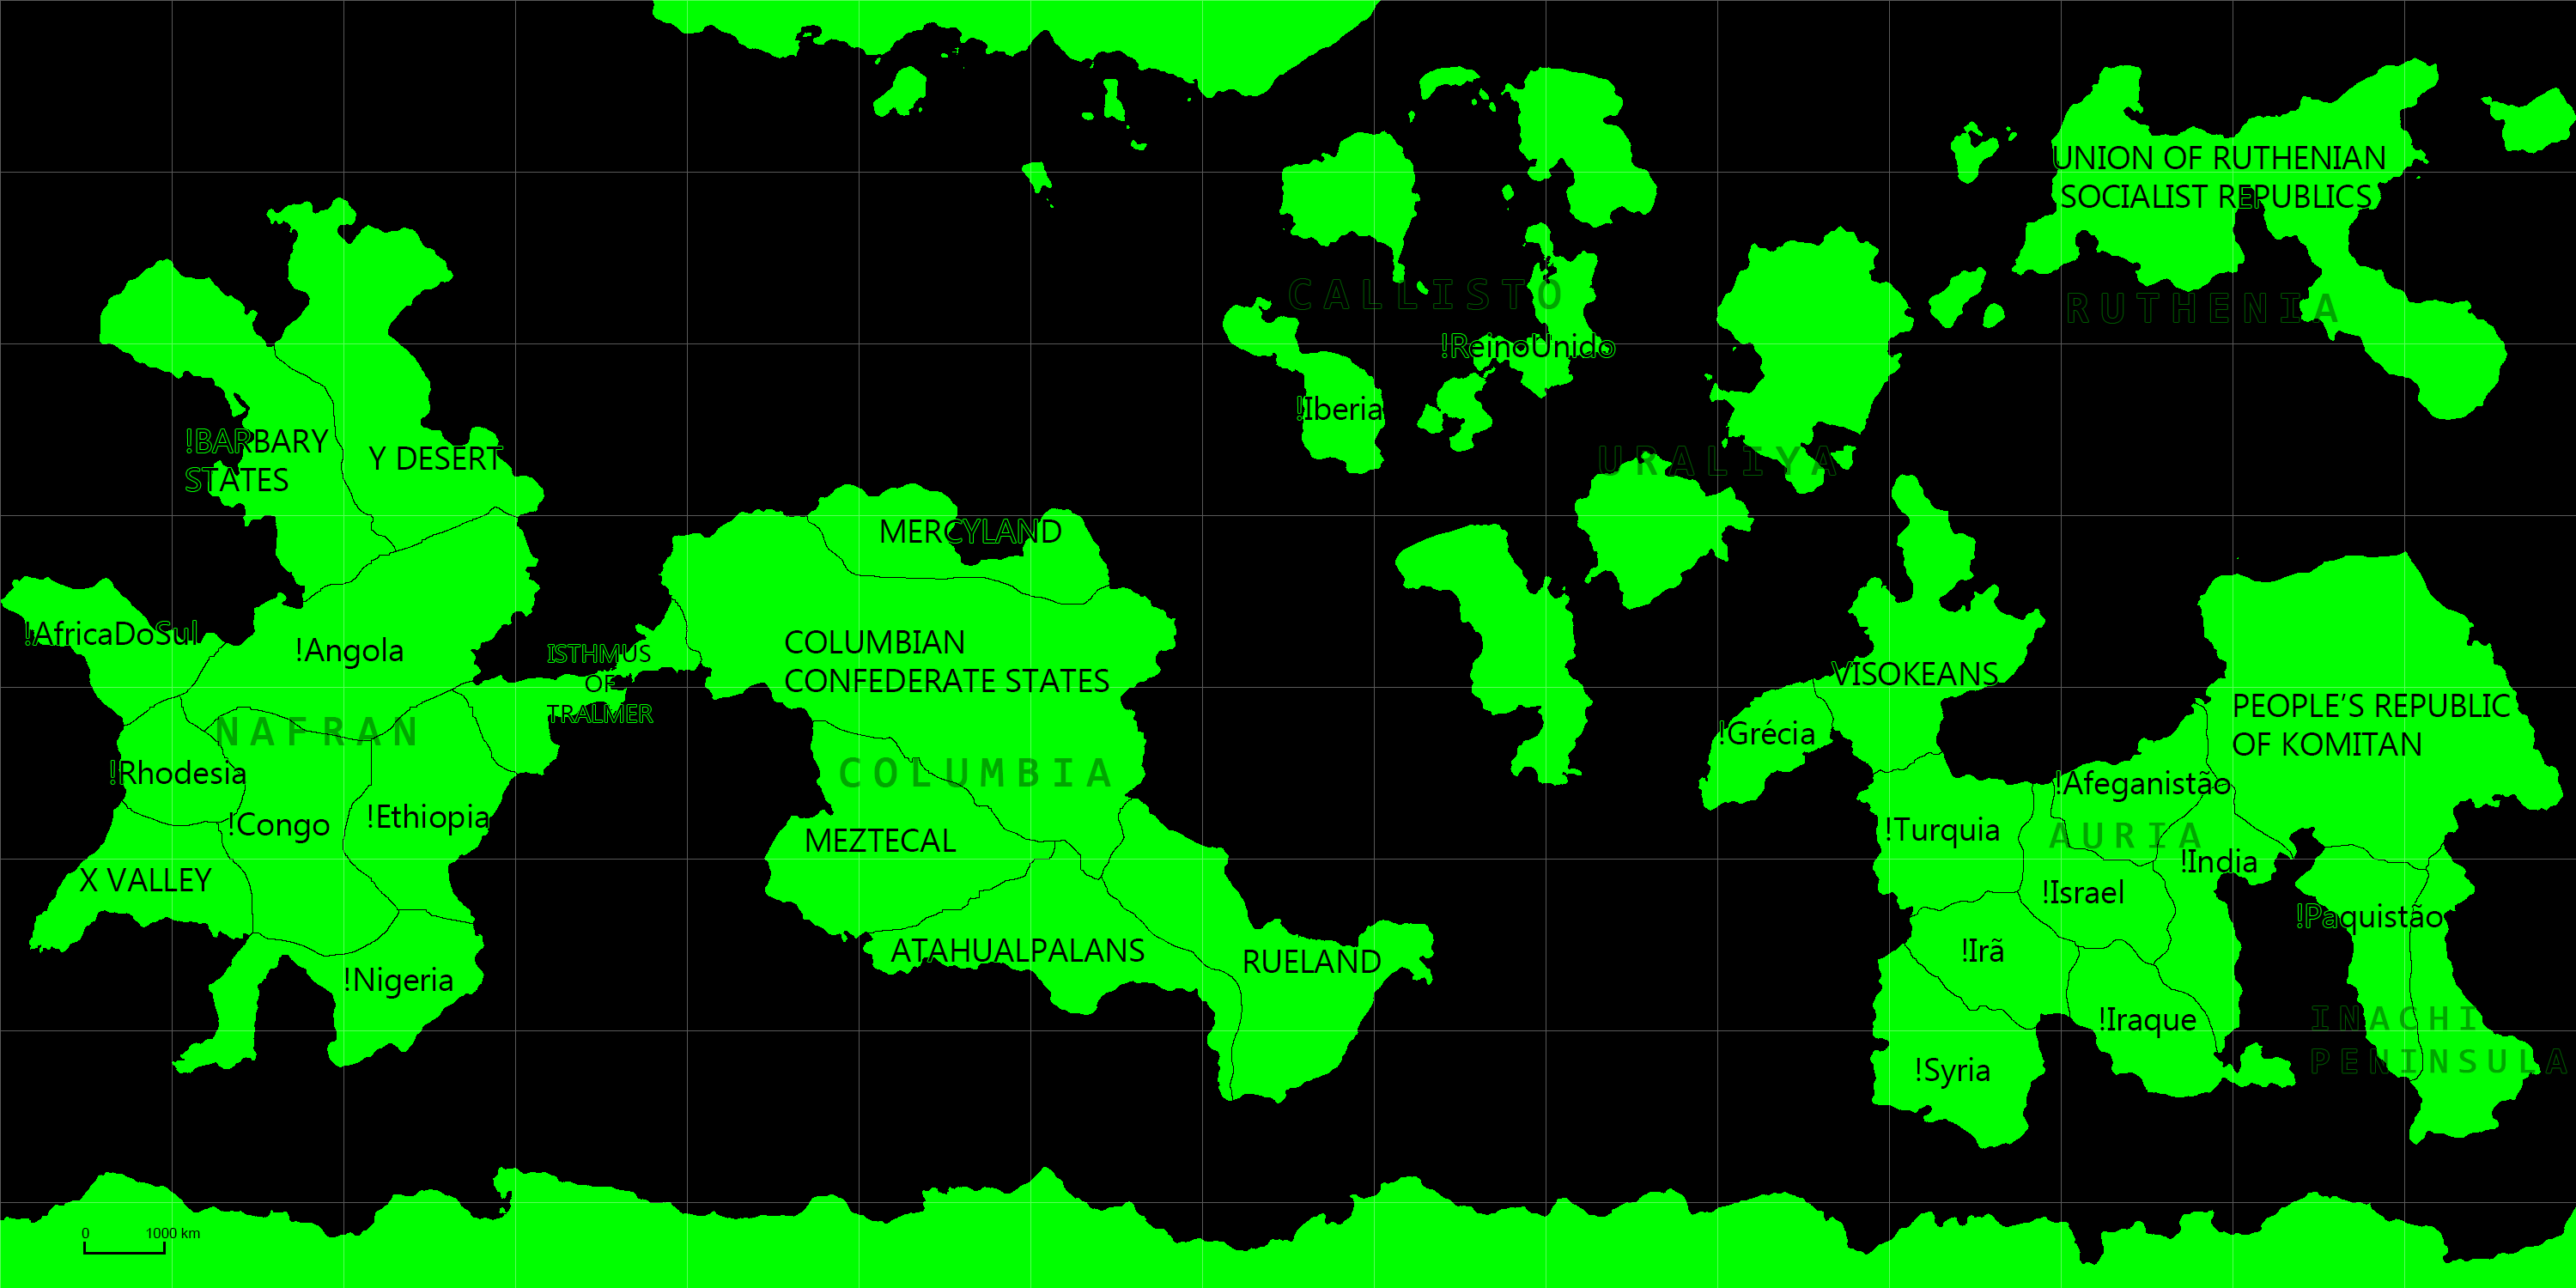 UNION OF RUTHENIAN
SOCIALIST REPUBLICS
CALLISTO
RUTHENIA
!ReinoUnido
!Iberia
!BARBARY
STATES
Y DESERT
URALIYA
MERCYLAND
!AfricaDoSul
!Angola
ISTHMUS
OF
TRALMER
COLUMBIAN
CONFEDERATE STATES
VISOKEANS
PEOPLE’S REPUBLIC
OF KOMITAN
NAFRAN
!Grécia
!Rhodesia
COLUMBIA
!Afeganistão
!Congo
!Ethiopia
MEZTECAL
!Turquia
AURIA
!India
X VALLEY
!Israel
!Paquistão
ATAHUALPALANS
RUELAND
!Irã
!Nigeria
!Iraque
INACHI
PENINSULA
!Syria
0 1000 km